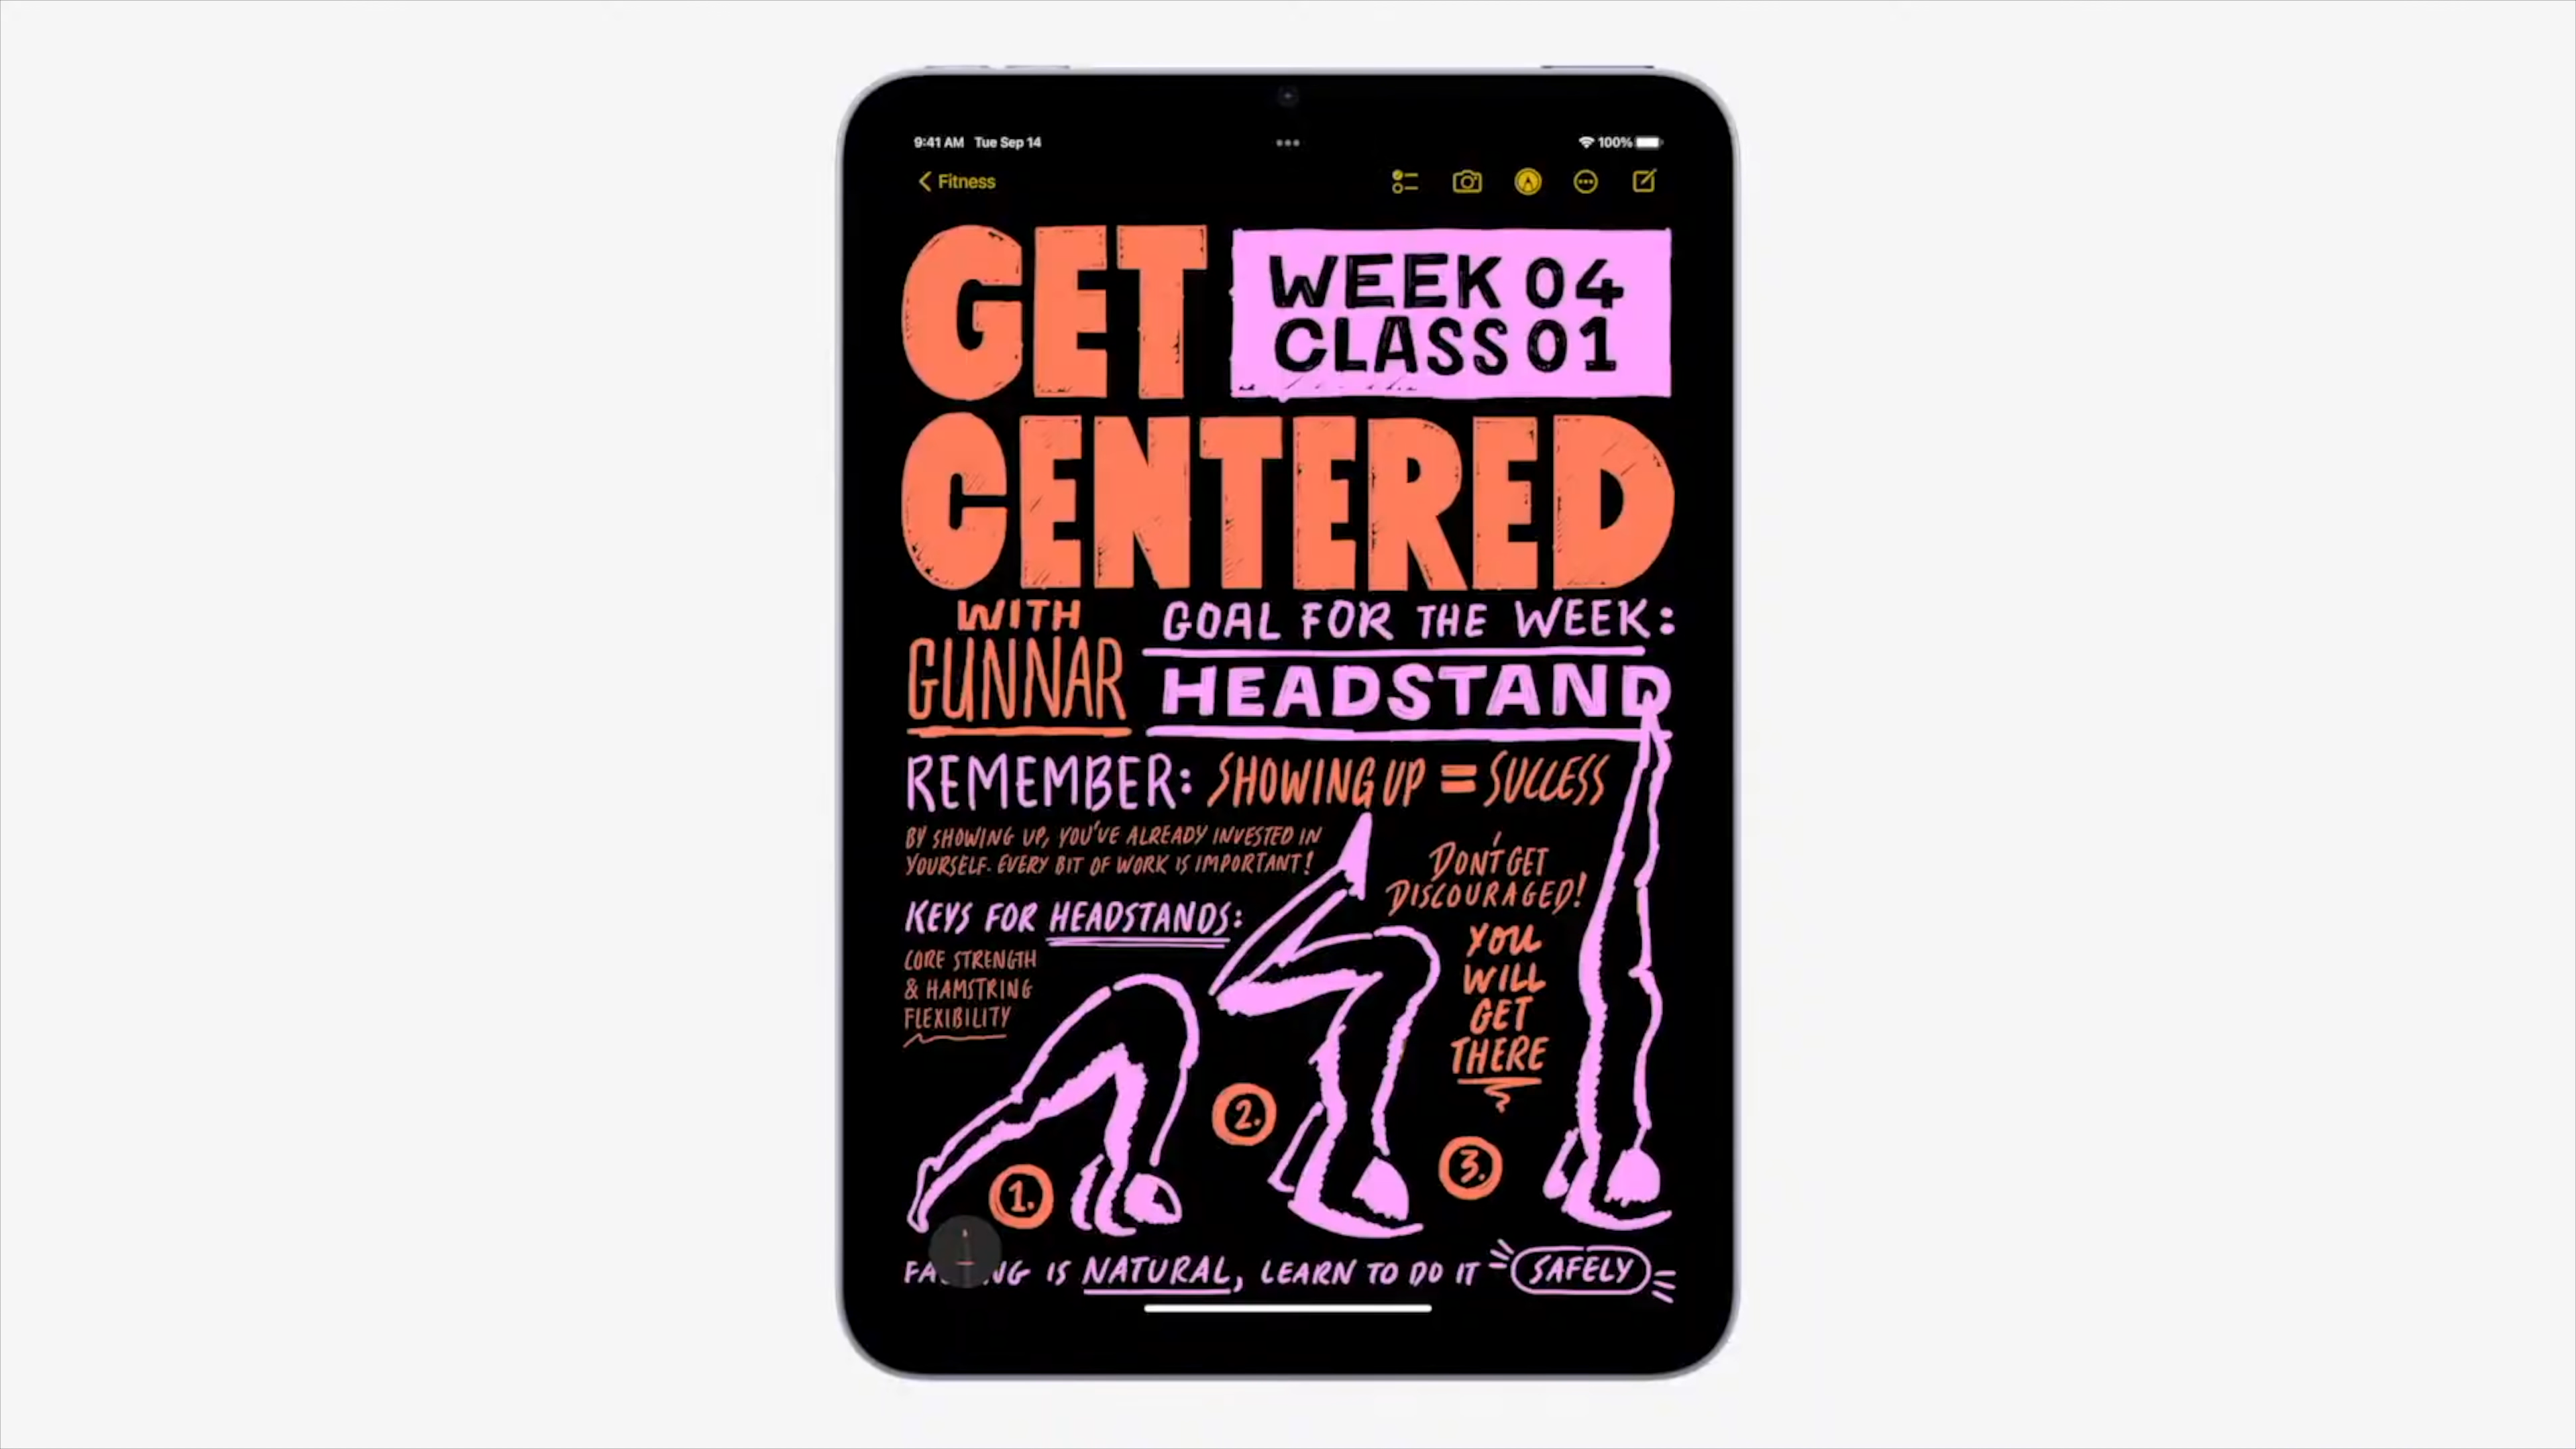 9:41 AM Tue Sep 14
100%
Fitness
GET
WEEK 04
CLASS 01
CENTERED
WITH
GUNNAR
GOAL FOR THE WEEK:
HEADSTAND
REMEMBER: SHOWING UP = SUCCESS
BY SHOWING UP, YOU'VE ALREADY INVESTED IN
YOURSELF. EVERY BIT OF WORK IS IMPORTANT!
DON'T GET
DISCOURAGED!
YOU
WILL
GET
THERE
KEYS FOR HEADSTANDS:
CORE STRENGTH
& HAMSTRING
FLEXIBILITY
1.
2.
3.
IS NATURAL, LEARN TO DO IT SAFELY